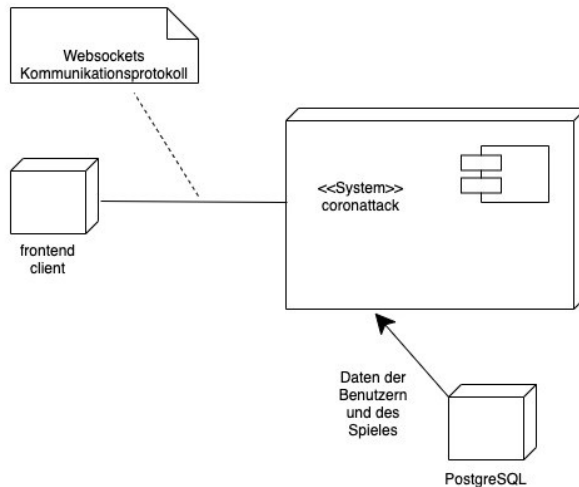 Websockets
Kommunikationsprotokoll
<<System>>
coronattack
frontend
client
Daten der
Benutzern
und des
Spieles
PostgreSQL